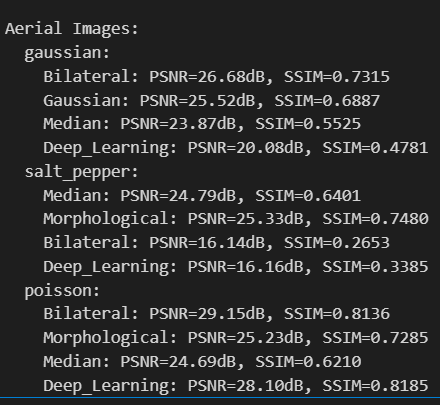 Aerial Images:
gaussian:
Bilateral: PSNR=26.68dB, SSIM=0.7315
Gaussian: PSNR=25.52dB, SSIM=0.6887
Median: PSNR=23.87dB, SSIM=0.5525
Deep_Learning: PSNR=20.08dB, SSIM=0.4781
salt_pepper:
Median: PSNR=24.79dB, SSIM=0.6401
Morphological: PSNR=25.33dB, SSIM=0.7480
Bilateral: PSNR=16.14dB, SSIM=0.2653
Deep_Learning: PSNR=16.16dB, SSIM=0.3385
poisson:
Bilateral: PSNR=29.15dB, SSIM=0.8136
Morphological: PSNR=25.23dB, SSIM=0.7285
Median: PSNR=24.69dB, SSIM=0.6210
Deep_Learning: PSNR=28.10dB, SSIM=0.8185